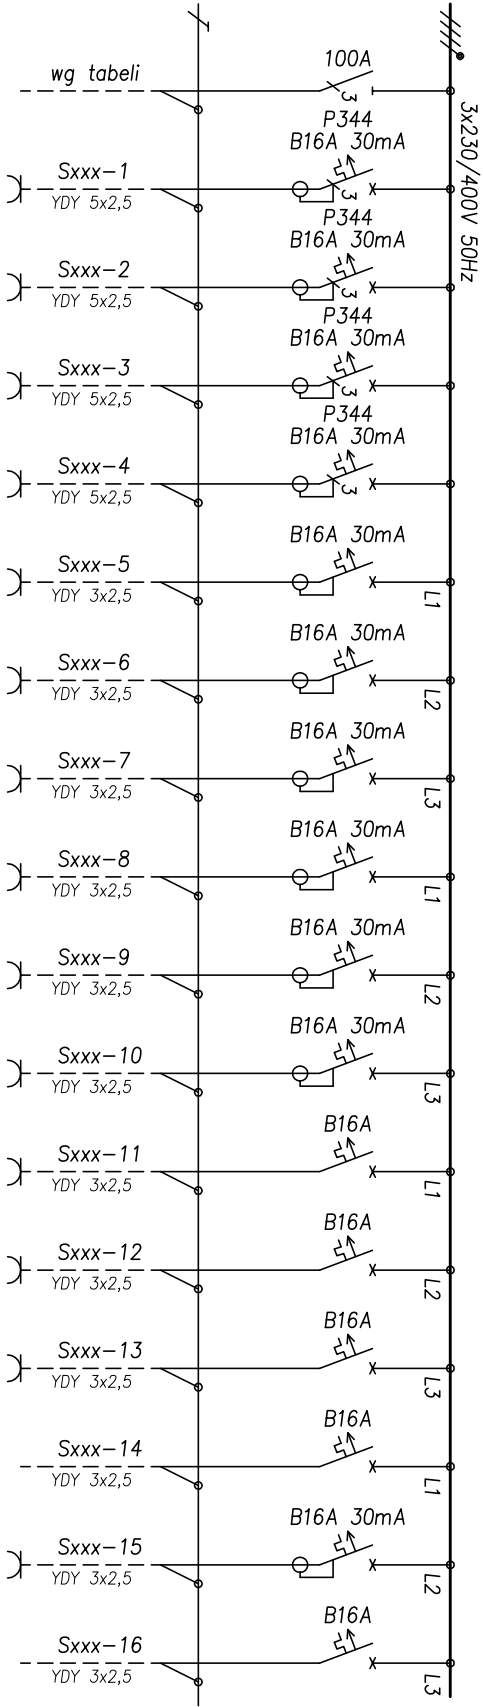 100A
wg tabeli
3x230/400V 50Hz
3
P344
B16A 30mA
Sxxx-1
YDY 5x2,5
3
P344
B16A 30mA
Sxxx-2
YDY 5x2,5
3
P344
B16A 30mA
Sxxx-3
YDY 5x2,5
3
P344
B16A 30mA
Sxxx-4
YDY 5x2,5
3
B16A 30mA
Sxxx-5
YDY 3x2,5
L1
B16A 30mA
Sxxx-6
YDY 3x2,5
L2
B16A 30mA
Sxxx-7
YDY 3x2,5
L3
B16A 30mA
Sxxx-8
YDY 3x2,5
L1
B16A 30mA
Sxxx-9
YDY 3x2,5
L2
B16A 30mA
Sxxx-10
YDY 3x2,5
L3
B16A
Sxxx-11
YDY 3x2,5
L1
B16A
Sxxx-12
YDY 3x2,5
L2
B16A
Sxxx-13
YDY 3x2,5
L3
B16A
Sxxx-14
YDY 3x2,5
L1
B16A 30mA
Sxxx-15
YDY 3x2,5
L2
B16A
Sxxx-16
YDY 3x2,5
L3